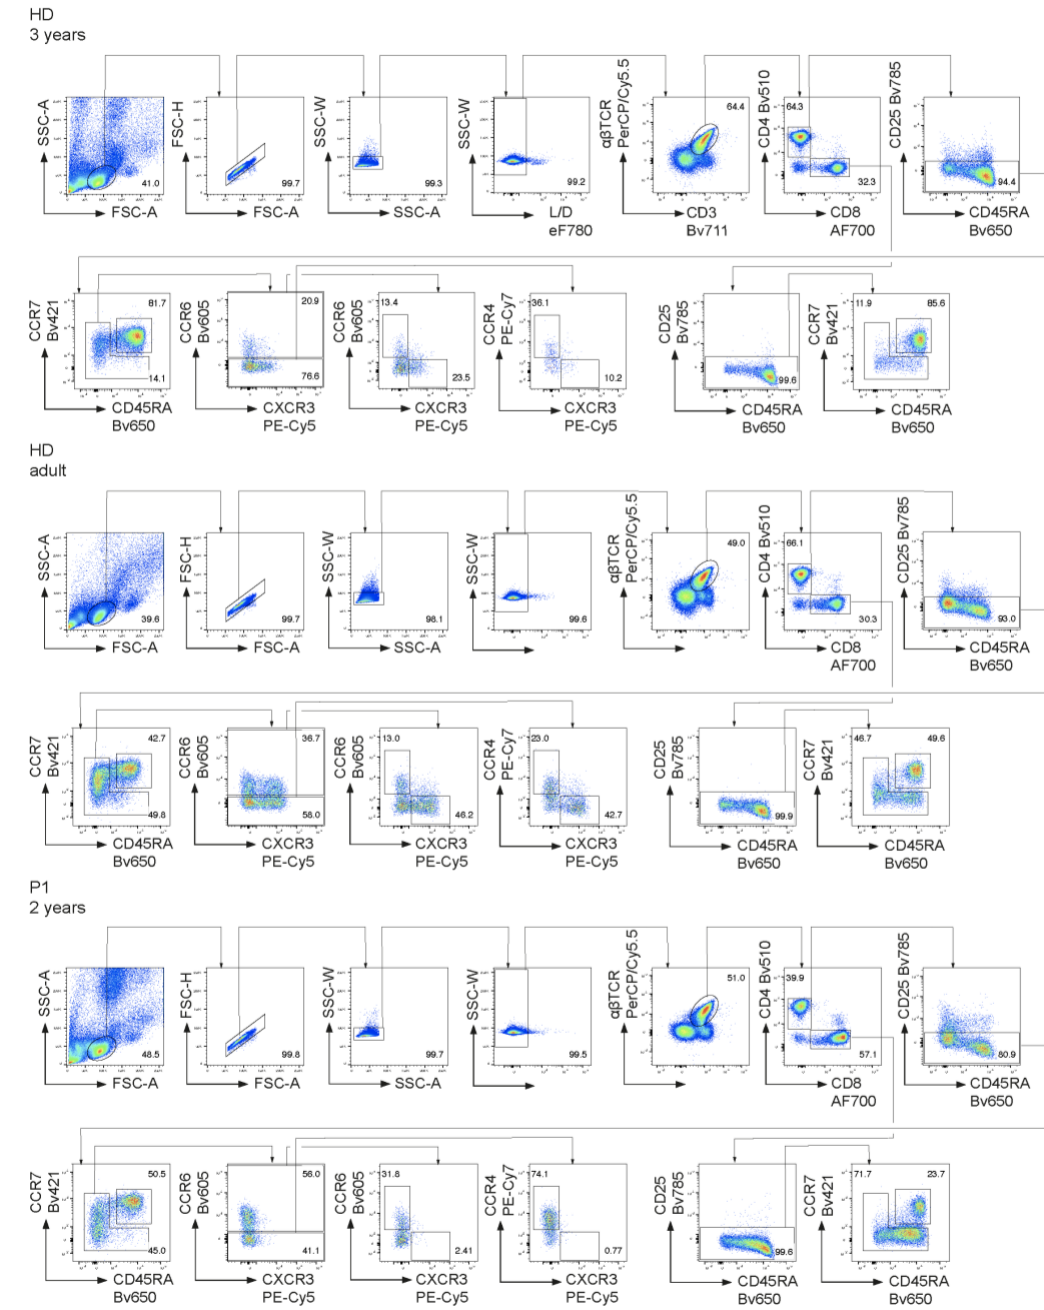 HD
3 years
SSC-A
41.0
FSC-A
FSC-H
99.7
FSC-A
SSC-W
99.3
SSC-A
SSC-W
99.2
L/D
eF780
αβTCR
PerCP/Cy5.5
64.4
CD3
Bv711
CD4 Bv510
64.3
32.3
CD8
AF700
CD25 Bv785
94.4
CD45RA
Bv650
CCR7
Bv421
81.7
14.1
CD45RA
Bv650
CCR6
Bv605
20.9
76.6
CXCR3
PE-Cy5
CCR6
Bv605
13.4
23.5
CXCR3
PE-Cy5
CCR4
PE-Cy7
36.1
10.2
CXCR3
PE-Cy5
CD25
Bv785
99.6
CD45RA
Bv650
CCR7
Bv421
11.9
85.6
CD45RA
Bv650
HD
adult
SSC-A
39.6
FSC-A
FSC-H
99.7
FSC-A
SSC-W
98.1
SSC-A
SSC-W
99.6
αβTCR
PerCP/Cy5.5
49.0
CD4 Bv510
66.1
30.3
CD8
AF700
CD25 Bv785
93.0
CD45RA
Bv650
CCR7
Bv421
42.7
49.8
CD45RA
Bv650
CCR6
Bv605
36.7
58.0
CXCR3
PE-Cy5
CCR6
Bv605
13.0
46.2
CXCR3
PE-Cy5
CCR4
PE-Cy7
23.0
42.7
CXCR3
PE-Cy5
CD25
Bv785
99.9
CD45RA
Bv650
CCR7
Bv421
46.7
49.6
CD45RA
Bv650
P1
2 years
SSC-A
48.5
FSC-A
FSC-H
99.8
FSC-A
SSC-W
99.7
SSC-A
SSC-W
99.5
αβTCR
PerCP/Cy5.5
51.0
CD4 Bv510
39.9
57.1
CD8
AF700
CD25 Bv785
80.9
CD45RA
Bv650
CCR7
Bv421
50.5
45.0
CD45RA
Bv650
CCR6
Bv605
56.0
41.1
CXCR3
PE-Cy5
CCR6
Bv605
31.8
2.41
CXCR3
PE-Cy5
CCR4
PE-Cy7
74.1
0.77
CXCR3
PE-Cy5
CD25
Bv785
99.6
CD45RA
Bv650
CCR7
Bv421
71.7
23.7
CD45RA
Bv650